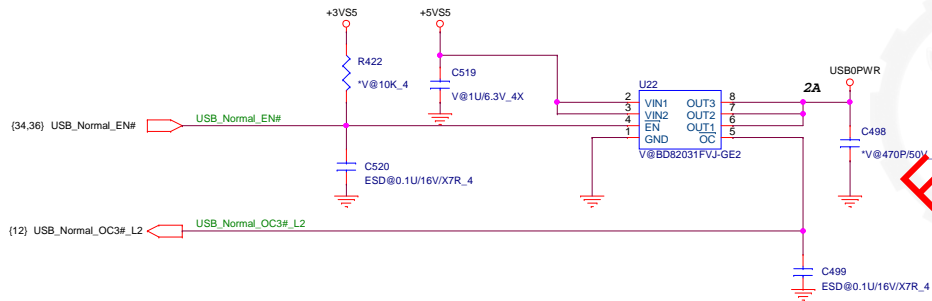 +3VS5
+5VS5
R422
*V@10K_4
C519
V@1U/6.3V_4X
U22
2A
USB0PWR
2 VIN1 OUT3 8
3 VIN2 OUT2 7
4 EN OUT1 6
1 GND OC 5
V@BD82031FVJ-GE2
C498
*V@470P/50V
{34,36} USB_Normal_EN# USB_Normal_EN#
C520
ESD@0.1U/16V/X7R_4
{12} USB_Normal_OC3#_L2 USB_Normal_OC3#_L2
C499
ESD@0.1U/16V/X7R_4